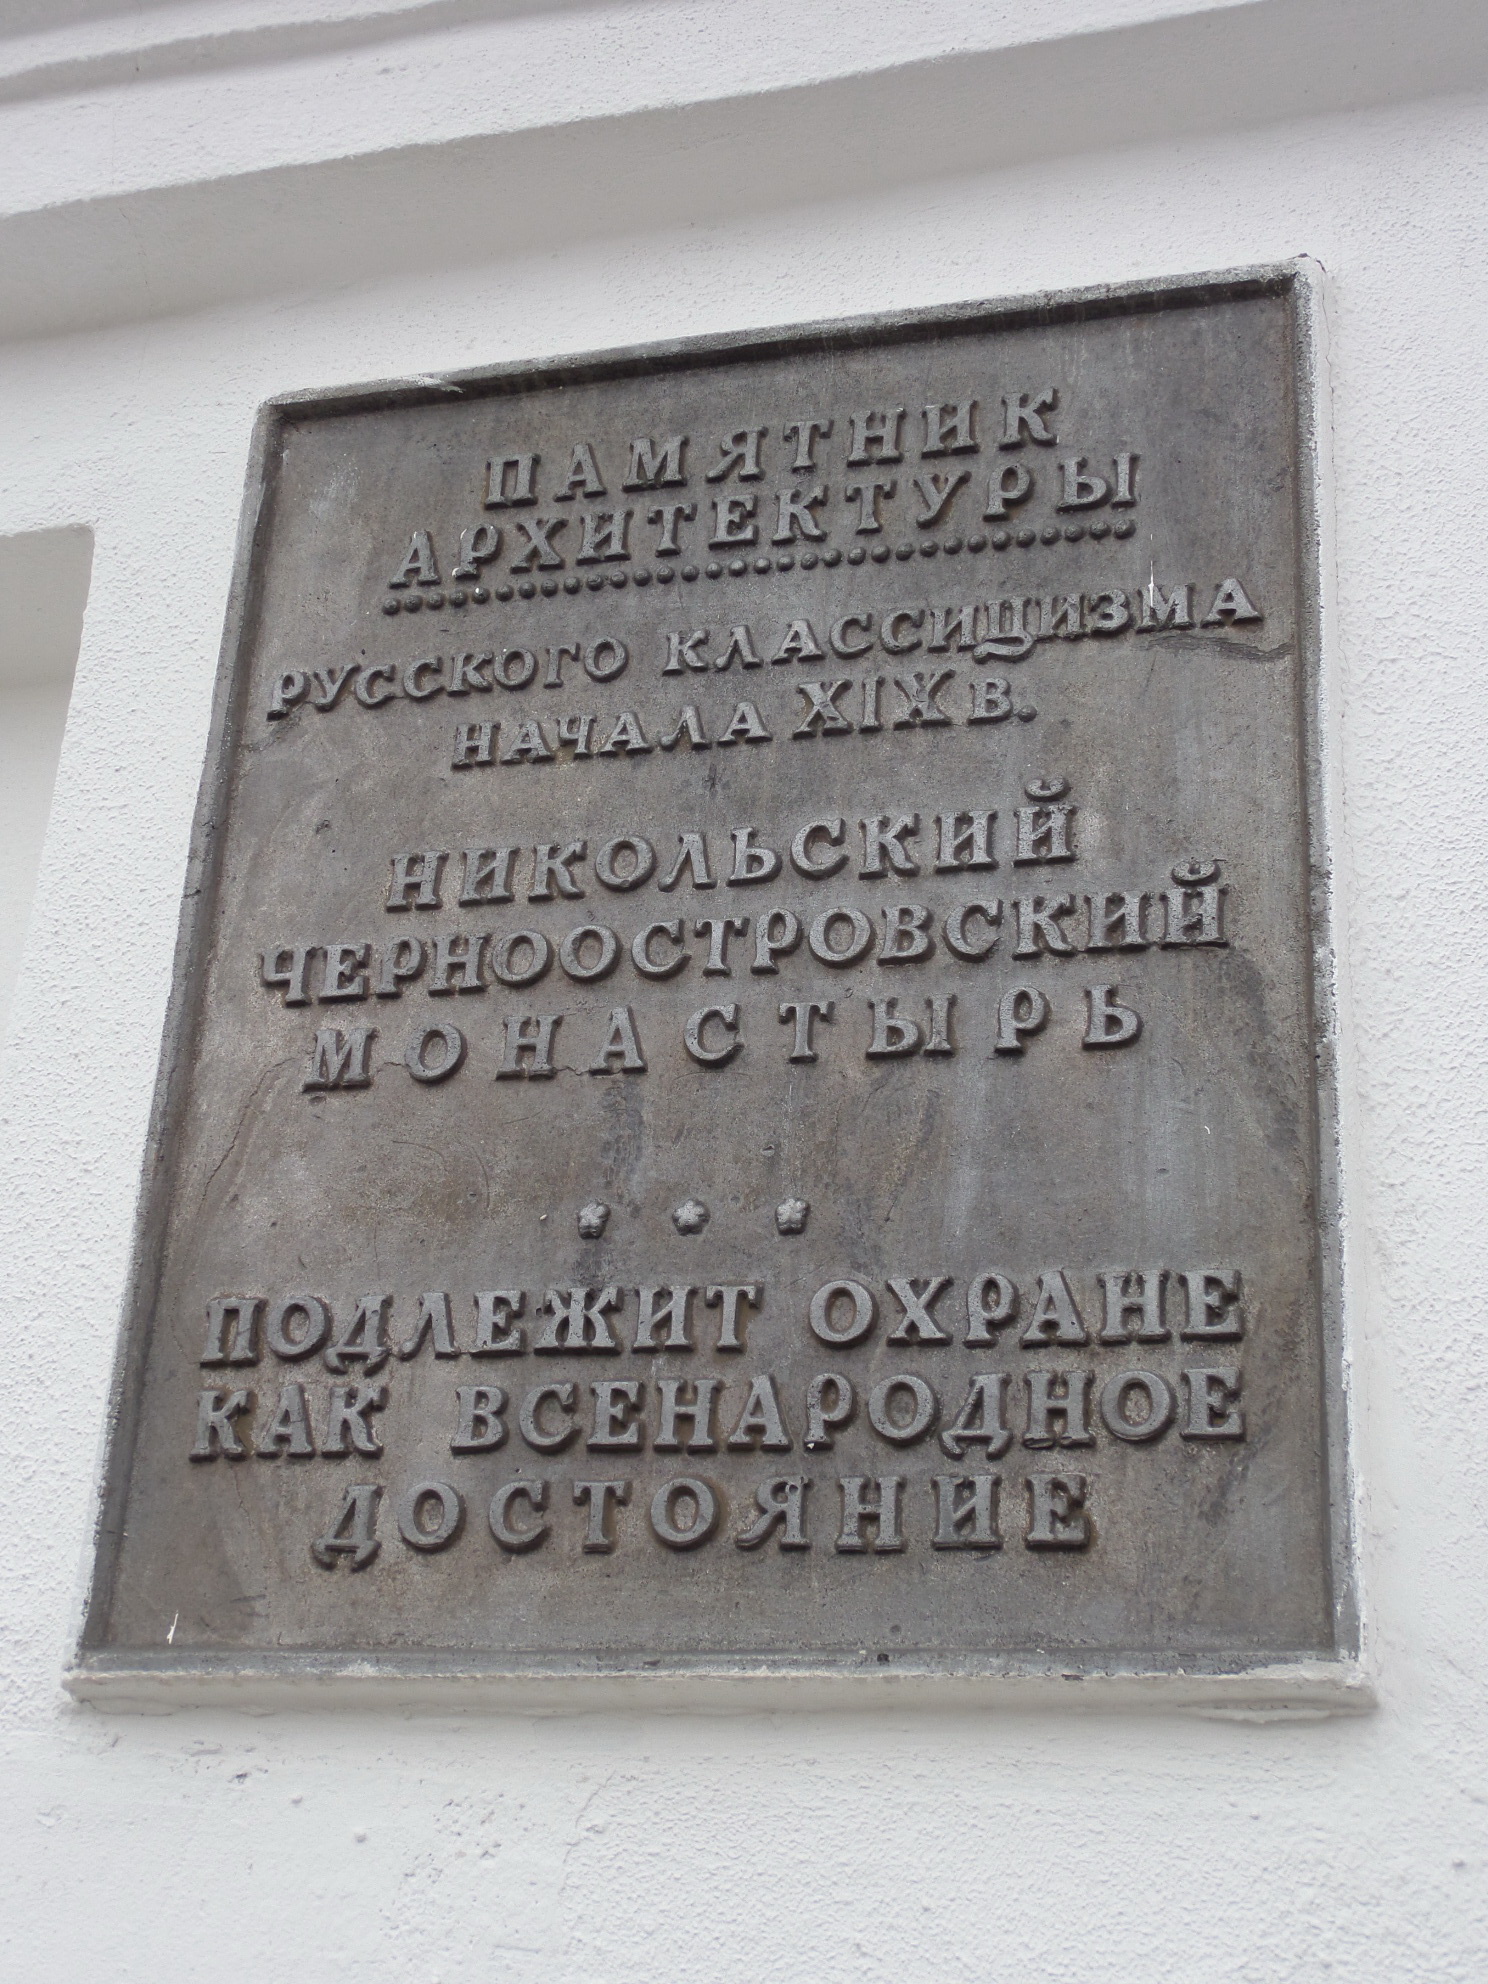 ПАМЯТНИК
АРХИТЕКТУРЫ
РУССКОГО КЛАССИЦИЗМА
НАЧАЛА XIX В.
НИКОЛЬСКИЙ
ЧЕРНООСТРОВСКИЙ
МОНАСТЫРЬ
ПОДЛЕЖИТ ОХРАНЕ
КАК ВСЕНАРОДНОЕ
ДОСТОЯНИЕ